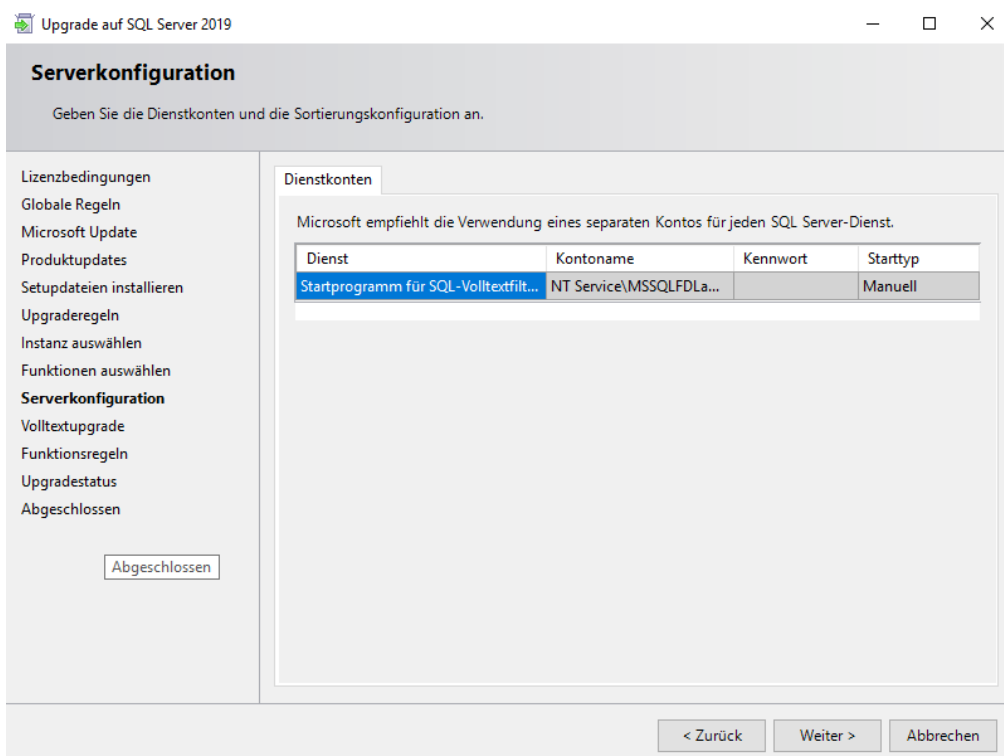 Upgrade auf SQL Server 2019
Serverkonfiguration
Geben Sie die Dienstkonten und die Sortierungskonfiguration an.
Lizenzbedingungen
Globale Regeln
Microsoft Update
Produktupdates
Setupdateien installieren
Upgraderegeln
Instanz auswählen
Funktionen auswählen
Serverkonfiguration
Volltextupgrade
Funktionsregeln
Upgradestatus
Abgeschlossen
Abgeschlossen
Dienstkonten
Microsoft empfiehlt die Verwendung eines separaten Kontos für jeden SQL Server-Dienst.
Dienst Kontoname Kennwort Starttyp
Startprogramm für SQL-Volltextfilt... NT Service\MSSQLFDLa... Manuell
< Zurück Weiter > Abbrechen